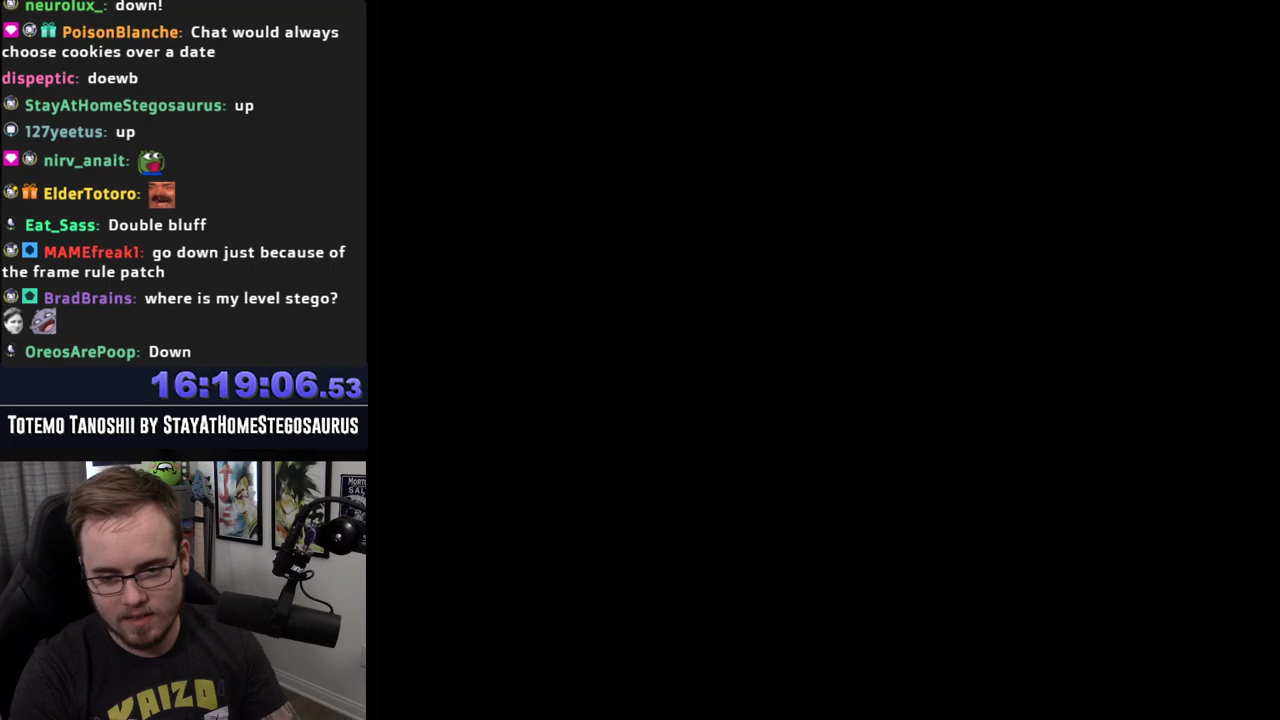 neurolux_: down!
PoisonBlanche: Chat would always
choose cookies over a date
dispeptic: doewb
StayAtHomeStegosaurus: up
127yeetus: up
nirv_anait:
ElderTotoro:
Eat_Sass: Double bluff
MAMEfreak1: go down just because of
the frame rule patch
BradBrains: where is my level stego?
OreosArePoop: Down
16:19:06.53
Totemo Tanoshii by StayAtHomeStegosaurus
KAIZO